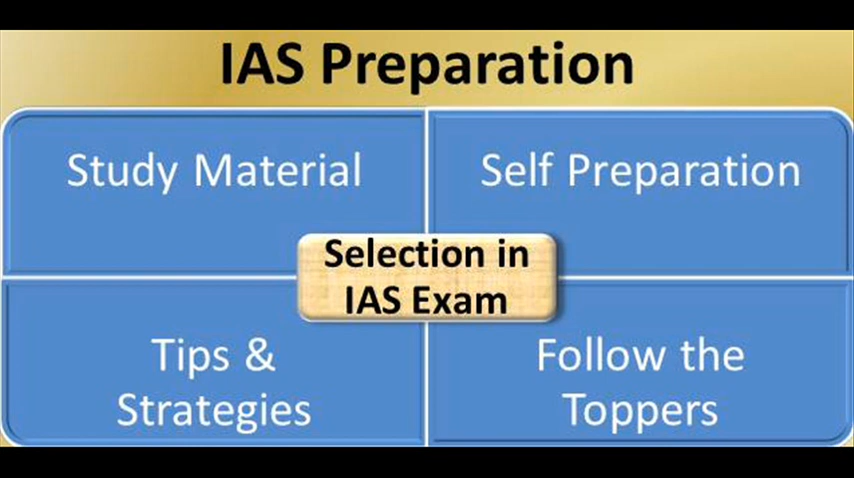 IAS Preparation
Study Material
Self Preparation
Selection in
IAS Exam
Tips &
Strategies
Follow the
Toppers